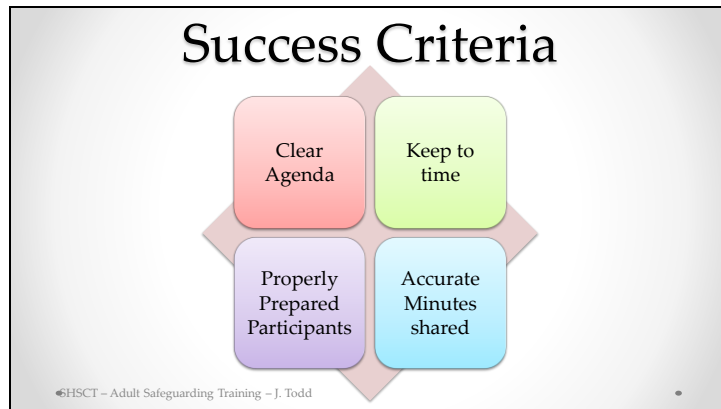 Success Criteria
Clear
Agenda
Keep to
time
Properly
Prepared
Participants
Accurate
Minutes
shared
SHSCT – Adult Safeguarding Training – J. Todd